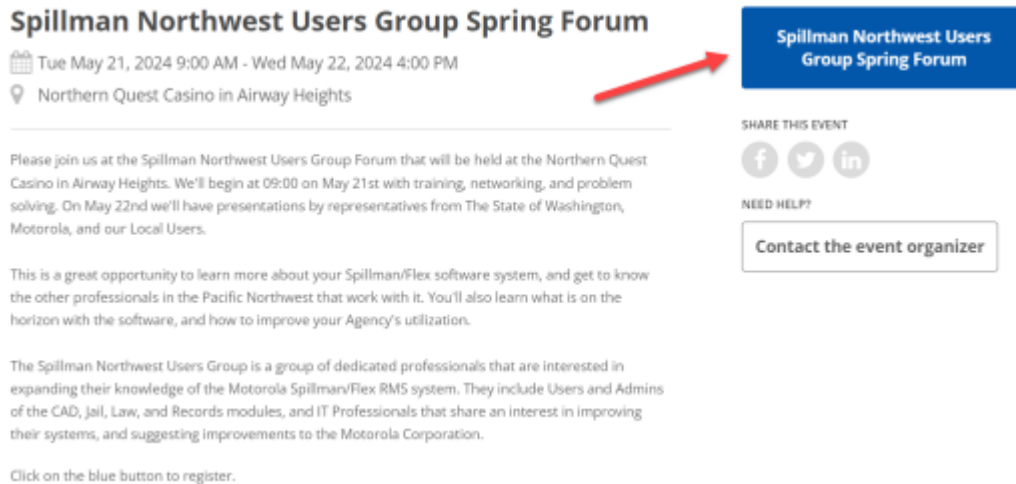 Spillman Northwest Users Group Spring Forum
Tue May 21, 2024 9:00 AM - Wed May 22, 2024 4:00 PM
Northern Quest Casino in Airway Heights
Please join us at the Spillman Northwest Users Group Forum that will be held at the Northern Quest
Casino in Airway Heights. We'll begin at 09:00 on May 21st with training, networking, and problem
solving. On May 22nd we'll have presentations by representatives from The State of Washington,
Motorola, and our Local Users.
This is a great opportunity to learn more about your Spillman/Flex software system, and get to know
the other professionals in the Pacific Northwest that work with it. You'll also learn what is on the
horizon with the software, and how to improve your Agency's utilization.
The Spillman Northwest Users Group is a group of dedicated professionals that are interested in
expanding their knowledge of the Motorola Spillman/Flex RMS system. They include Users and Admins
of the CAD, Jail, Law, and Records modules, and IT Professionals that share an interest in improving
their systems, and suggesting improvements to the Motorola Corporation.
Click on the blue button to register.
Spillman Northwest Users
Group Spring Forum
SHARE THIS EVENT
f
in
NEED HELP?
Contact the event organizer